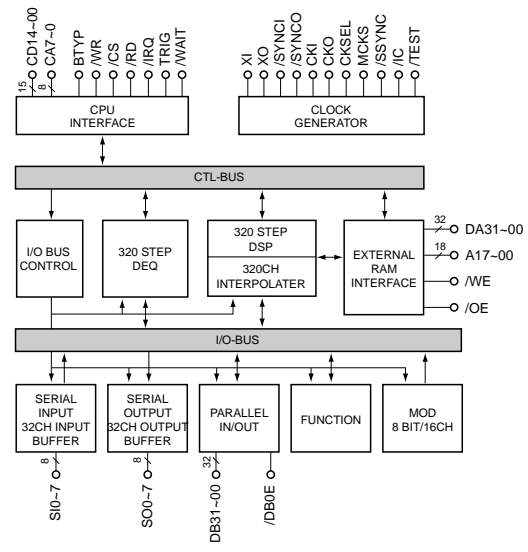 CD14~00
CA7~0
BTYP
/WR
/CS
/RD
/IRQ
TRIG
/WAIT
XI
XO
/SYNCI
/SYNCO
CKI
CKO
CKSEL
MCKS
/SSYNC
/IC
/TEST
15
8
CPU
INTERFACE
CLOCK
GENERATOR
CTL-BUS
I/O BUS
CONTROL
320 STEP
DEQ
320 STEP
DSP
320CH
INTERPOLATER
EXTERNAL
RAM
INTERFACE
32
DA31~00
18
A17~00
/WE
/OE
I/O-BUS
SERIAL
INPUT
32CH INPUT
BUFFER
SERIAL
OUTPUT
32CH OUTPUT
BUFFER
PARALLEL
IN/OUT
FUNCTION
MOD
8 BIT/16CH
8
8
32
SI0~7
SO0~7
DB31~00
/DB0E